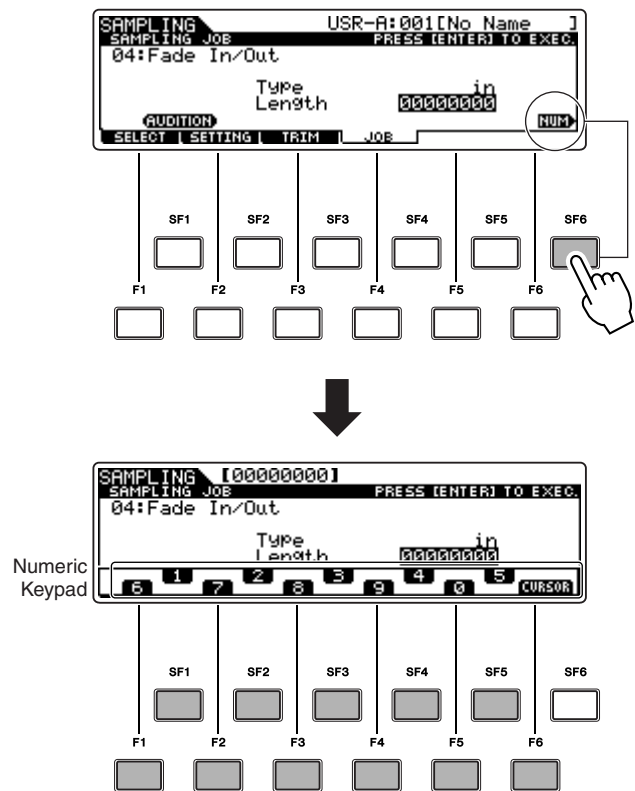 SAMPLING USR-A:001[No Name ]
SAMPLING JOB PRESS [ENTER] TO EXEC.
04:Fade In/Out
Type in
Length 00000000
AUDITION NUM
SELECT SETTING TRIM JOB
SF1 SF2 SF3 SF4 SF5 SF6
F1 F2 F3 F4 F5 F6
SAMPLING [00000000]
SAMPLING JOB PRESS [ENTER] TO EXEC.
04:Fade In/Out
Type in
Length 00000000
Numeric
Keypad
1 2 3 4 5
6 7 8 9 0 CURSOR
SF1 SF2 SF3 SF4 SF5 SF6
F1 F2 F3 F4 F5 F6